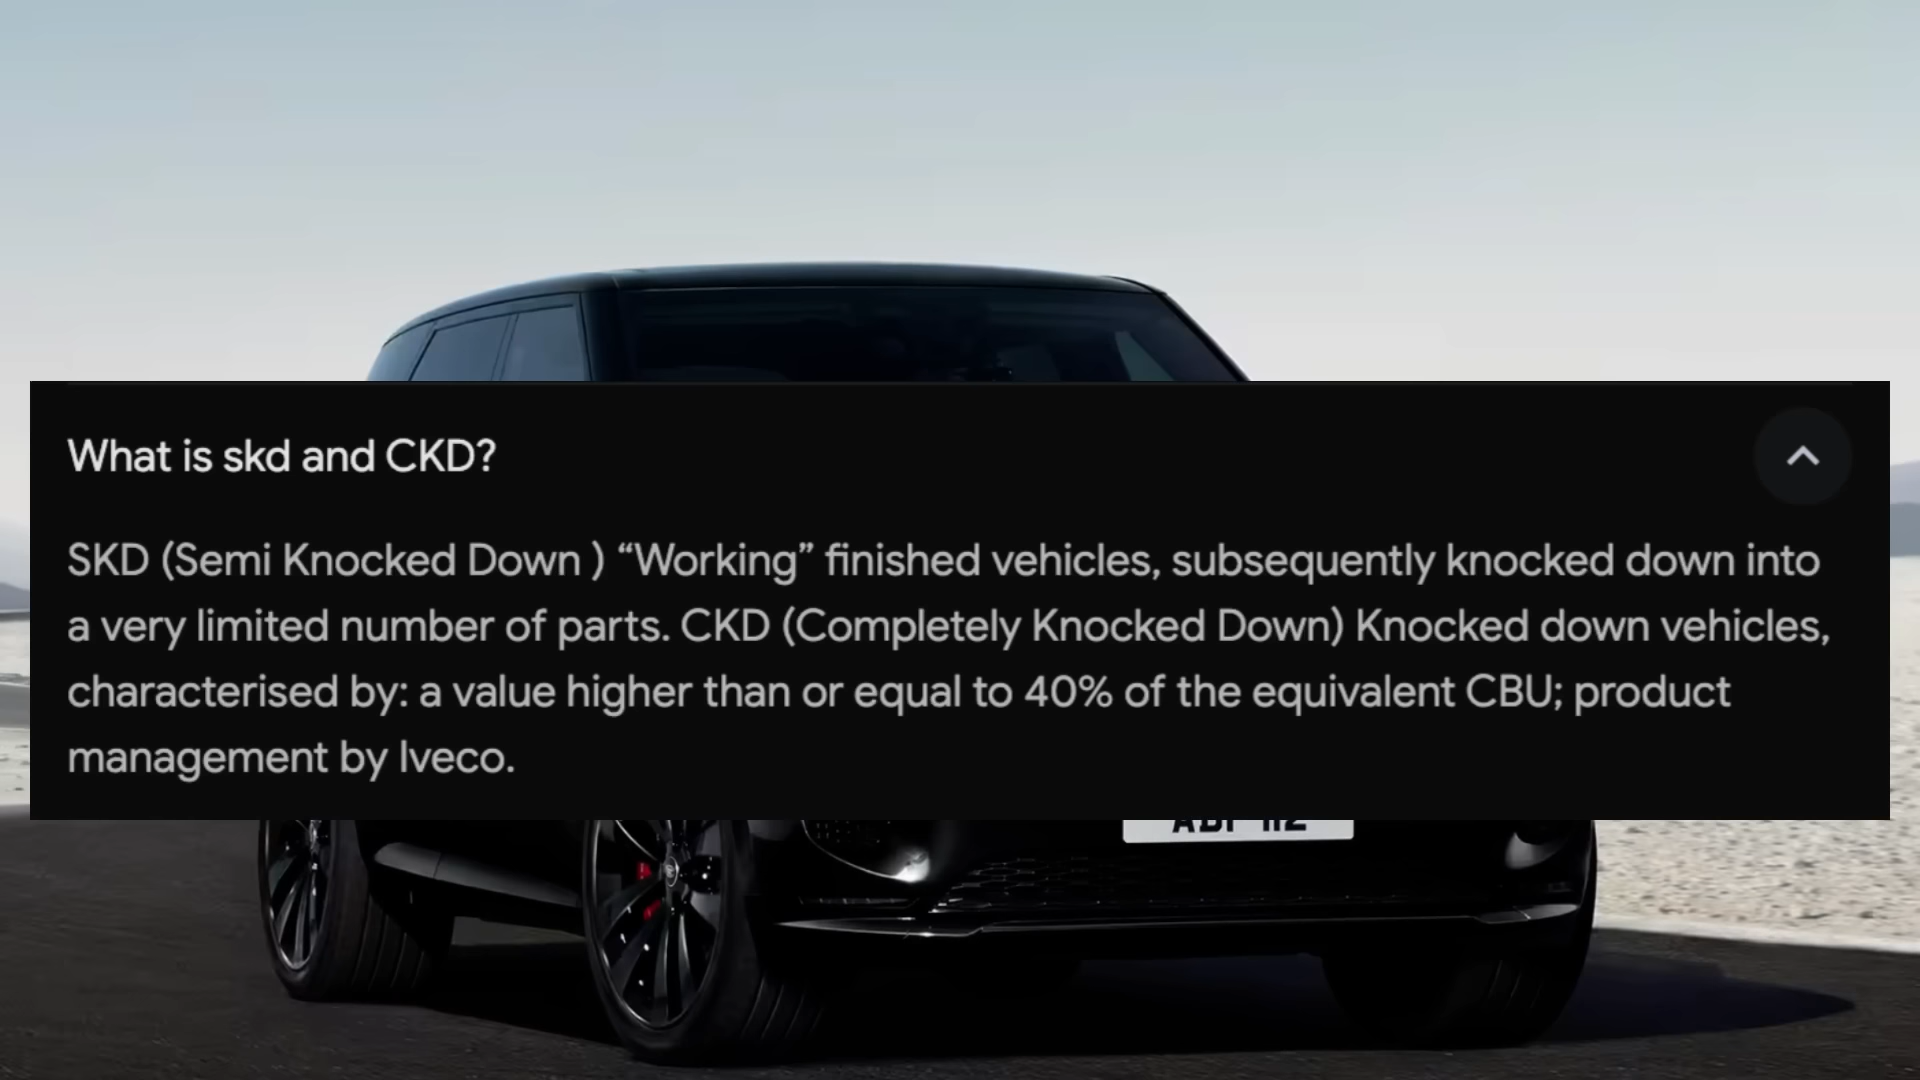 What is skd and CKD?
SKD (Semi Knocked Down ) “Working” finished vehicles, subsequently knocked down into
a very limited number of parts. CKD (Completely Knocked Down) Knocked down vehicles,
characterised by: a value higher than or equal to 40% of the equivalent CBU; product
management by Iveco.